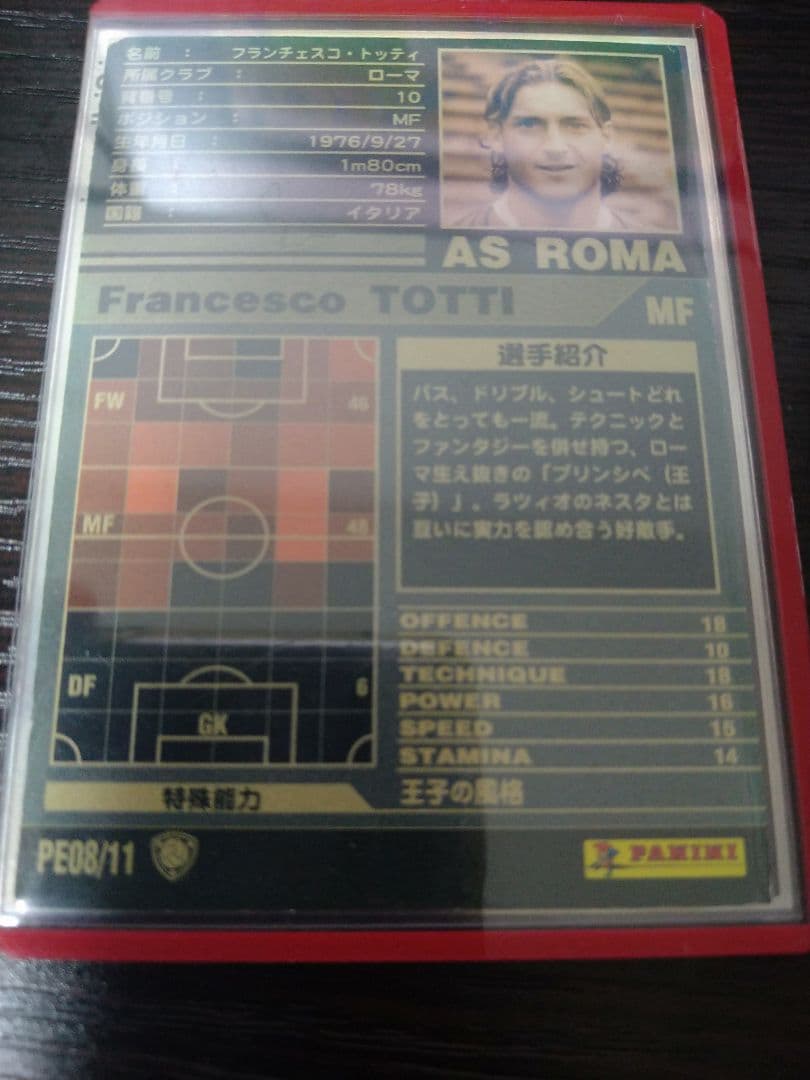 名前 : フランチェスコ・トッティ
所属クラブ : ローマ
背番号 : 10
ポジション : MF
生年月日 : 1976/9/27
身長 : 1m80cm
体重 : 78kg
国籍 : イタリア
AS ROMA
Francesco TOTTI
MF
選手紹介
パス、ドリブル、シュートどれ
をとっても一流。テクニックと
ファンタジーを併せ持つ、ロー
マ生え抜きの「プリンシペ（王
子）」。ラツィオのネスタとは
互いに実力を認め合う好敵手。
FW 46
MF 48
DF 6
GK
OFFENCE 18
DEFENCE 10
TECHNIQUE 18
POWER 16
SPEED 15
STAMINA 14
特殊能力 王子の風格
PE08/11
PANINI